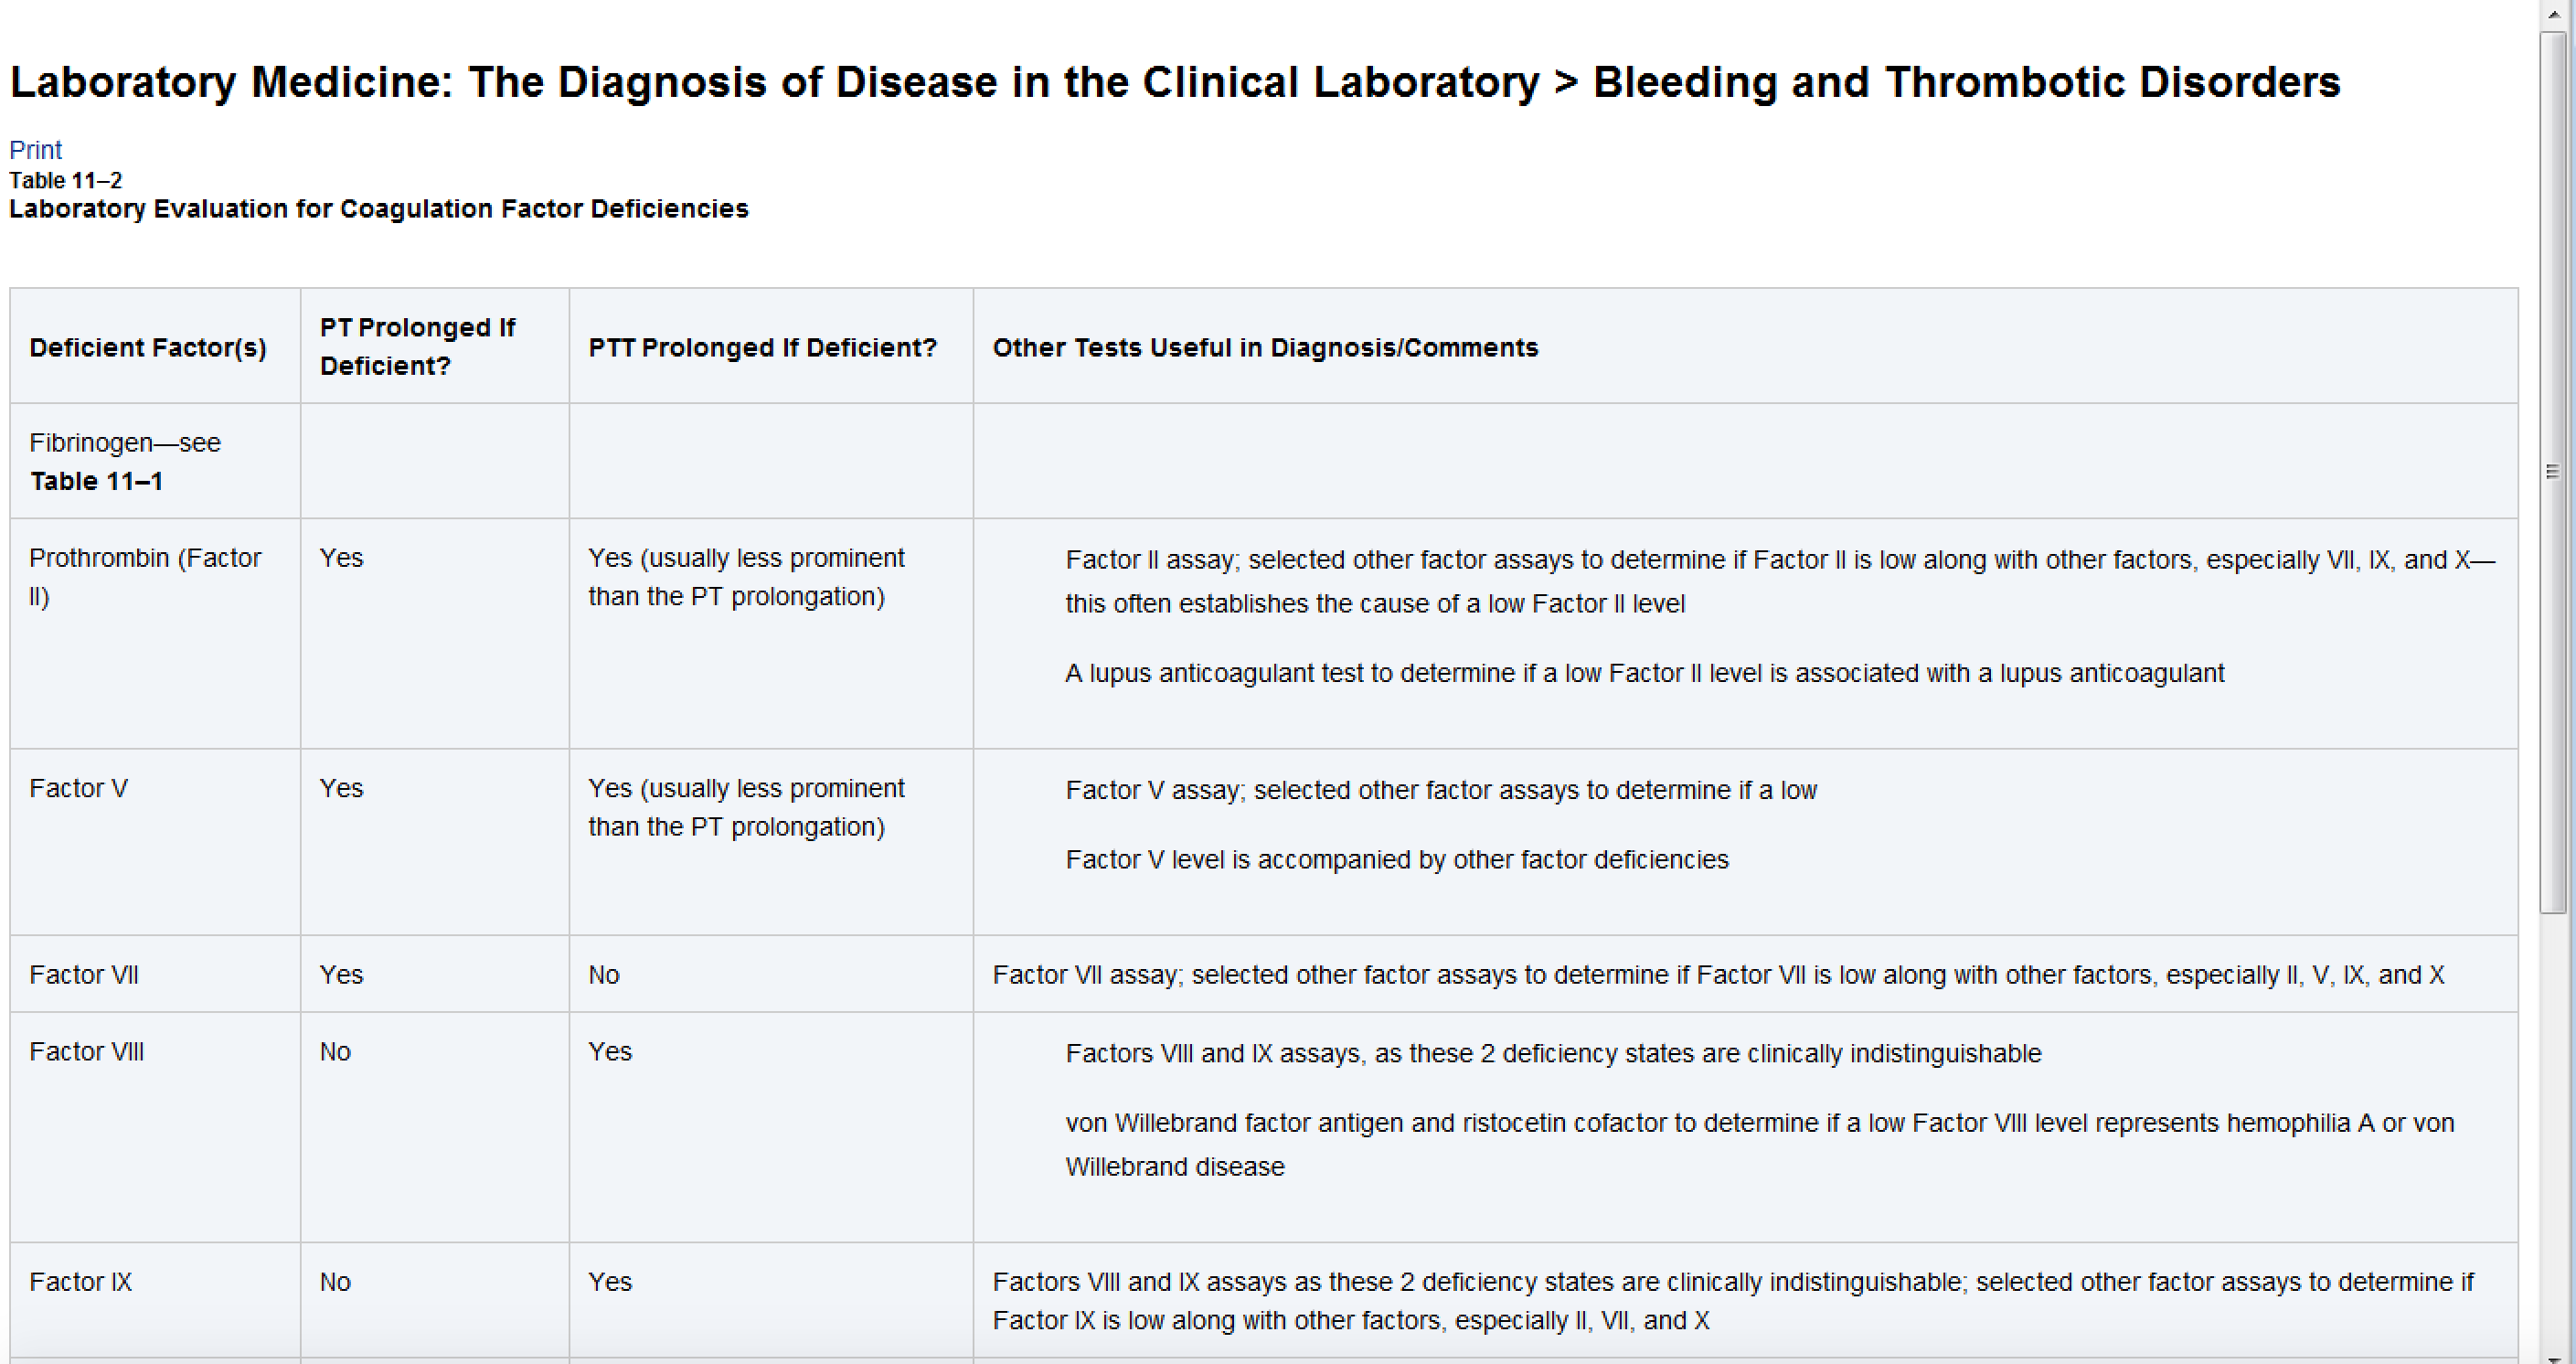 Laboratory Medicine: The Diagnosis of Disease in the Clinical Laboratory > Bleeding and Thrombotic Disorders
Print
Table 11–2
Laboratory Evaluation for Coagulation Factor Deficiencies
Deficient Factor(s)
PT Prolonged If
Deficient?
PTT Prolonged If Deficient?
Other Tests Useful in Diagnosis/Comments
Fibrinogen—see
Table 11–1
Prothrombin (Factor
II)
Yes
Yes (usually less prominent
than the PT prolongation)
Factor II assay; selected other factor assays to determine if Factor II is low along with other factors, especially VII, IX, and X—
this often establishes the cause of a low Factor II level
A lupus anticoagulant test to determine if a low Factor II level is associated with a lupus anticoagulant
Factor V
Yes
Yes (usually less prominent
than the PT prolongation)
Factor V assay; selected other factor assays to determine if a low
Factor V level is accompanied by other factor deficiencies
Factor VII
Yes
No
Factor VII assay; selected other factor assays to determine if Factor VII is low along with other factors, especially II, V, IX, and X
Factor VIII
No
Yes
Factors VIII and IX assays, as these 2 deficiency states are clinically indistinguishable
von Willebrand factor antigen and ristocetin cofactor to determine if a low Factor VIII level represents hemophilia A or von
Willebrand disease
Factor IX
No
Yes
Factors VIII and IX assays as these 2 deficiency states are clinically indistinguishable; selected other factor assays to determine if
Factor IX is low along with other factors, especially II, VII, and X